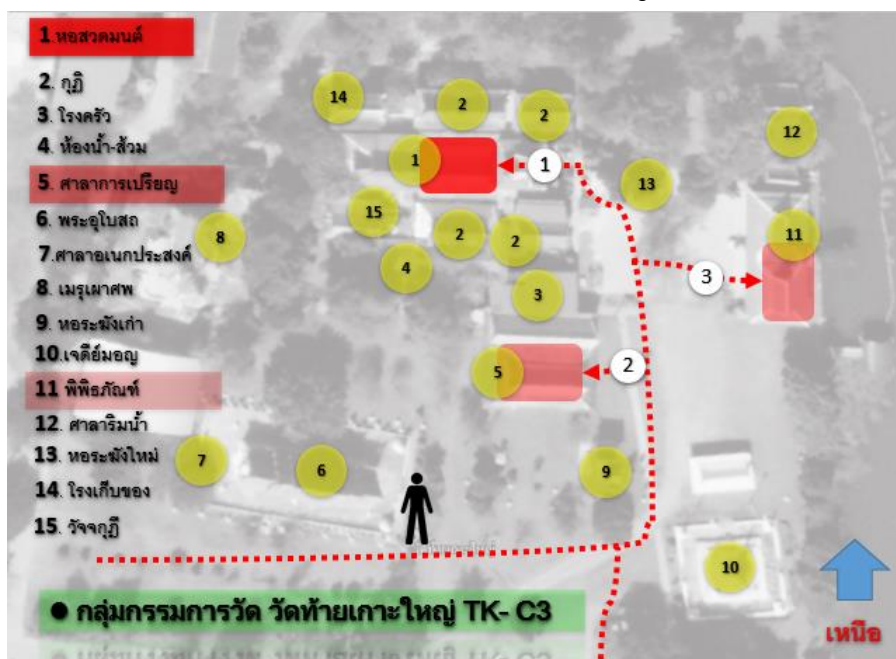 1.หอสวดมนต์
2. กุฏิ
3. โรงครัว
4. ห้องน้ำ-ส้วม
5. ศาลาการเปรียญ
6. พระอุโบสถ
7.ศาลาอเนกประสงค์
8. เมรุเผาศพ
9. หอระฆังเก่า
10.เจดีย์มอญ
11 พิพิธภัณฑ์
12. ศาลาริมน้ำ
13. หอระฆังใหม่
14. โรงเก็บของ
15. วัจจกุฎี
14
2
2
12
1
1
13
15
8
2
2
11
4
3
3
5
2
7
6
9
10
● กลุ่มกรรมการวัด วัดท้ายเกาะใหญ่ TK- C3
เหนือ